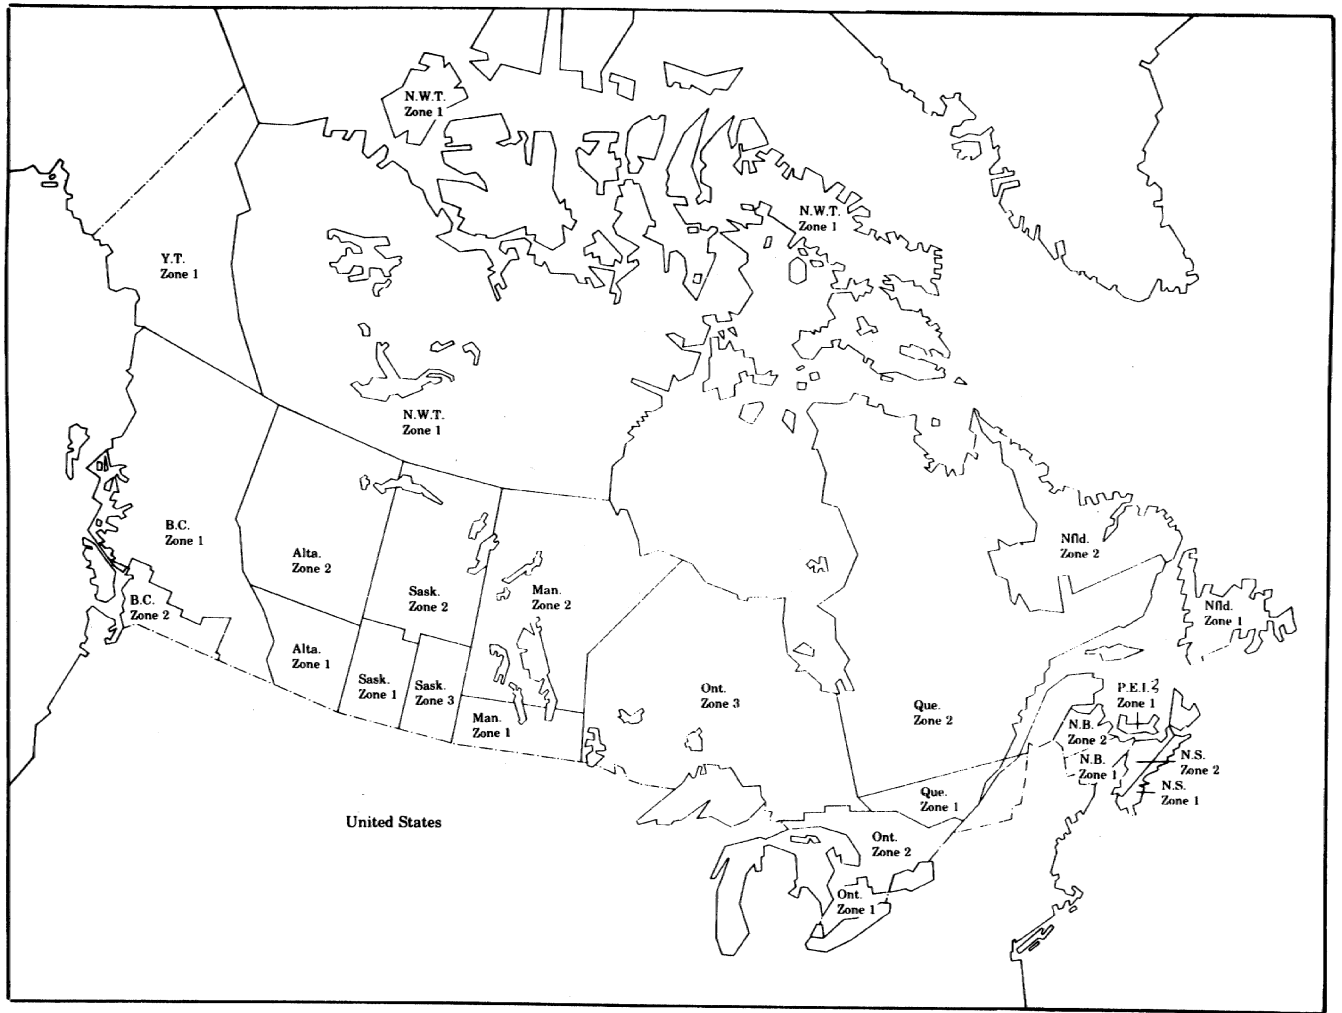 N.W.T.
Zone 1
N.W.T.
Zone 1
Y.T.
Zone 1
N.W.T.
Zone 1
B.C.
Zone 1
Alta.
Zone 2
Nfld.
Zone 2
B.C.
Zone 2
Sask.
Zone 2
Man.
Zone 2
Nfld.
Zone 1
Alta.
Zone 1
Sask.
Zone 1
Sask.
Zone 3
Ont.
Zone 3
Man.
Zone 1
Que.
Zone 2
P.E.I.
Zone 1
N.B.
Zone 2
N.B.
Zone 1
N.S.
Zone 2
N.S.
Zone 1
Que.
Zone 1
United States
Ont.
Zone 2
Ont.
Zone 1